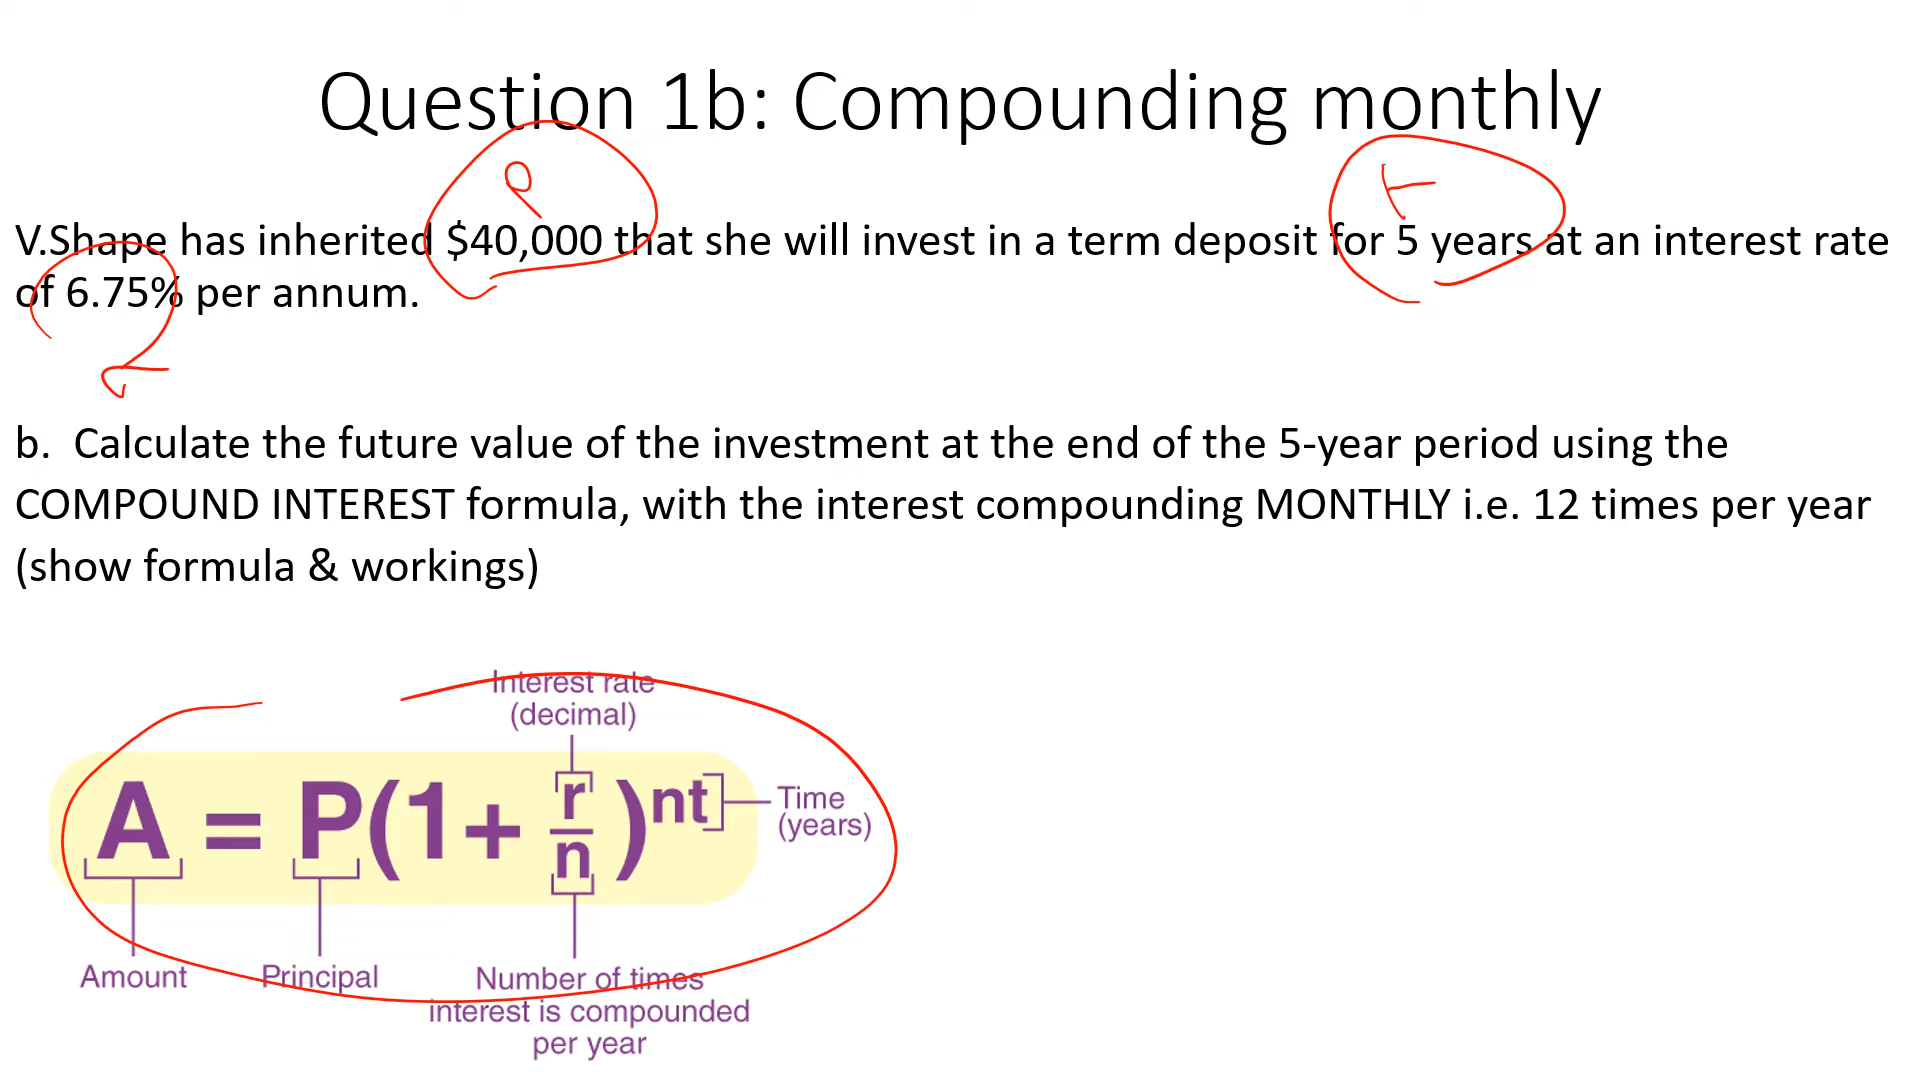 Question 1b: Compounding monthly
P
T
V.Shape has inherited $40,000 that she will invest in a term deposit for 5 years at an interest rate
of 6.75% per annum.
b. Calculate the future value of the investment at the end of the 5-year period using the
COMPOUND INTEREST formula, with the interest compounding MONTHLY i.e. 12 times per year
(show formula & workings)
Interest rate
(decimal)
A = P(1+ r/n)nt
Time
(years)
Amount
Principal
Number of times
interest is compounded
per year